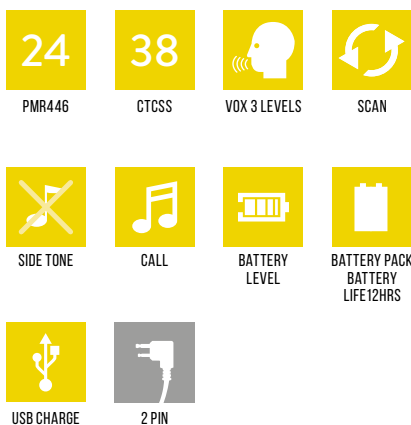 24
38
PMR446
CTCSS
VOX 3 LEVELS
SCAN
SIDE TONE
CALL
BATTERY
LEVEL
BATTERY PACK
BATTERY
LIFE12HRS
USB CHARGE
2 PIN